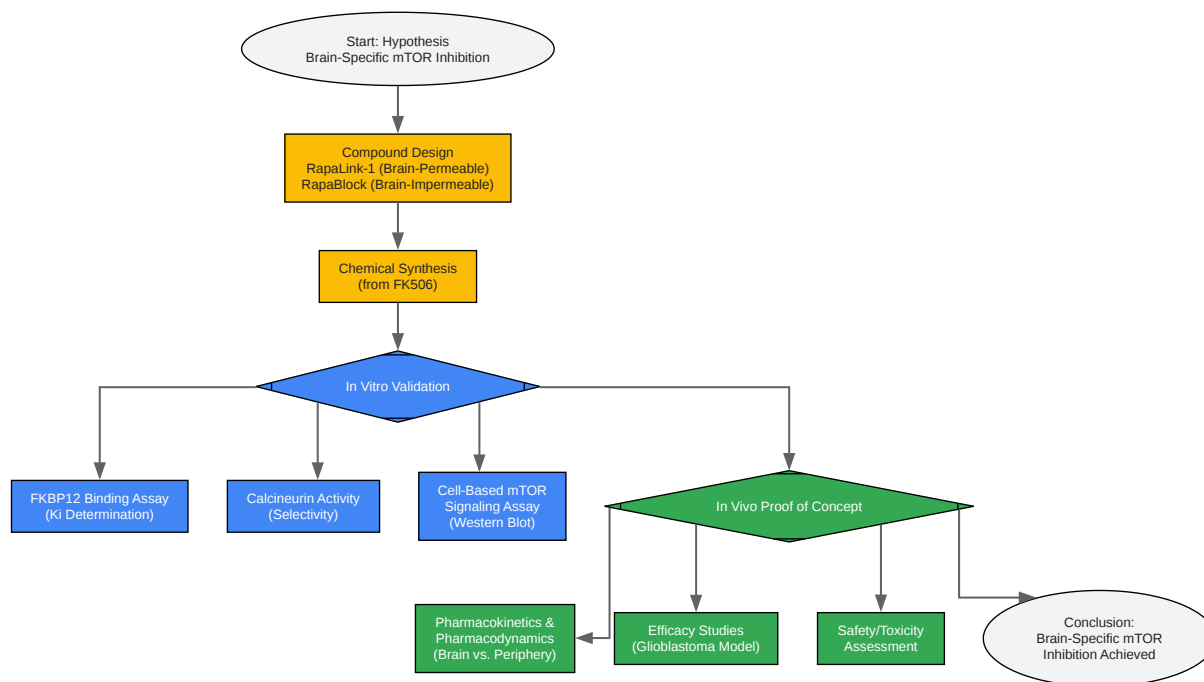 Start: Hypothesis
Brain-Specific mTOR Inhibition
Compound Design
RapaLink-1 (Brain-Permeable)
RapaBlock (Brain-Impermeable)
Chemical Synthesis
(from FK506)
In Vitro Validation
FKBP12 Binding Assay
(Ki Determination)
Calcineurin Activity
(Selectivity)
Cell-Based mTOR
Signaling Assay
(Western Blot)
In Vivo Proof of Concept
Pharmacokinetics &
Pharmacodynamics
(Brain vs. Periphery)
Efficacy Studies
(Glioblastoma Model)
Safety/Toxicity
Assessment
Conclusion:
Brain-Specific mTOR
Inhibition Achieved